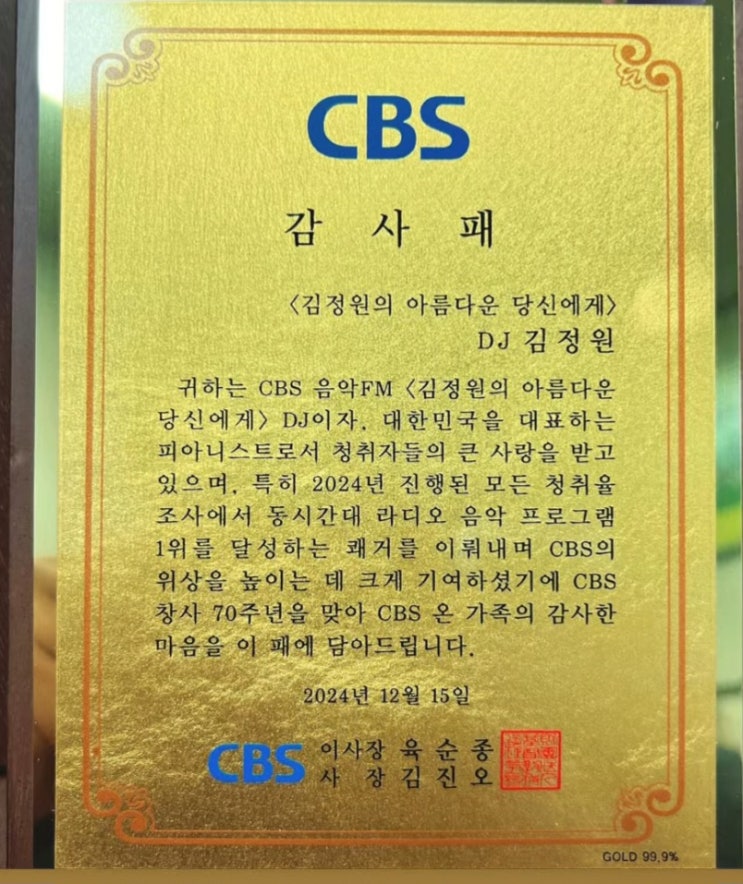 CBS
감 사 패
〈김정원의 아름다운 당신에게〉
DJ 김정원
귀하는 CBS 음악FM 〈김정원의 아름다운
당신에게〉 DJ이자, 대한민국을 대표하는
피아니스트로서 청취자들의 큰 사랑을 받고
있으며, 특히 2024년 진행된 모든 청취율
조사에서 동시간대 라디오 음악 프로그램
1위를 달성하는 쾌거를 이뤄내며 CBS의
위상을 높이는 데 크게 기여하셨기에 CBS
창사 70주년을 맞아 CBS 온 가족의 감사한
마음을 이 패에 담아드립니다.
2024년 12월 15일
CBS 이사장 육순종
사 장 김진오
GOLD 99,9%